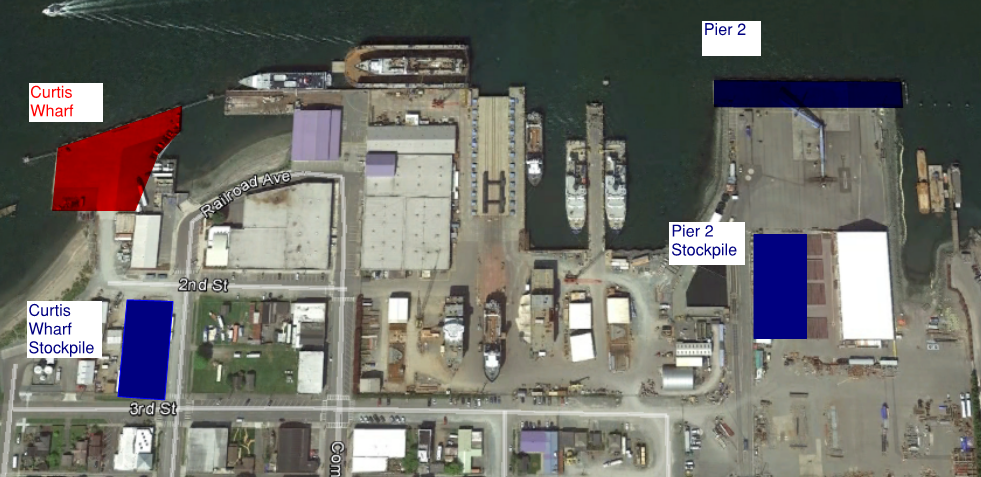 Pier 2
Curtis
Wharf
Railroad Ave
Pier 2
Stockpile
2nd St
Curtis
Wharf
Stockpile
3rd St
Com